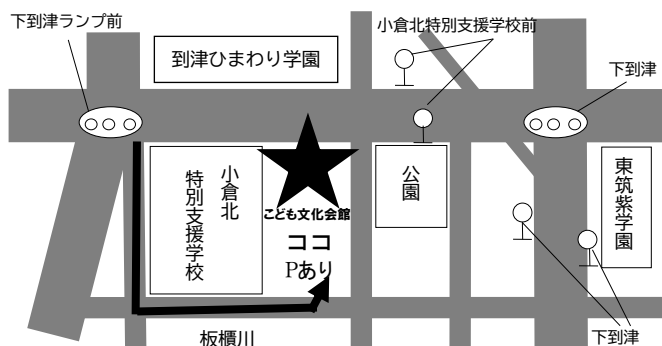 下到津ランプ前
小倉北特別支援学校前
到津ひまわり学園
下到津
小倉北
特別支援学校
公園
東筑紫学園
こども文化会館
ココ
Pあり
下到津
板櫃川